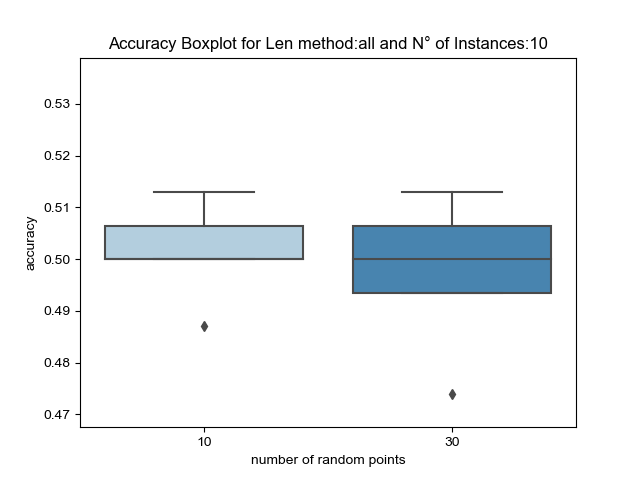 Accuracy Boxplot for Len method:all and N° of Instances:10
0.53
0.52
0.51
0.50
0.49
0.48
0.47
accuracy
10 30
number of random points